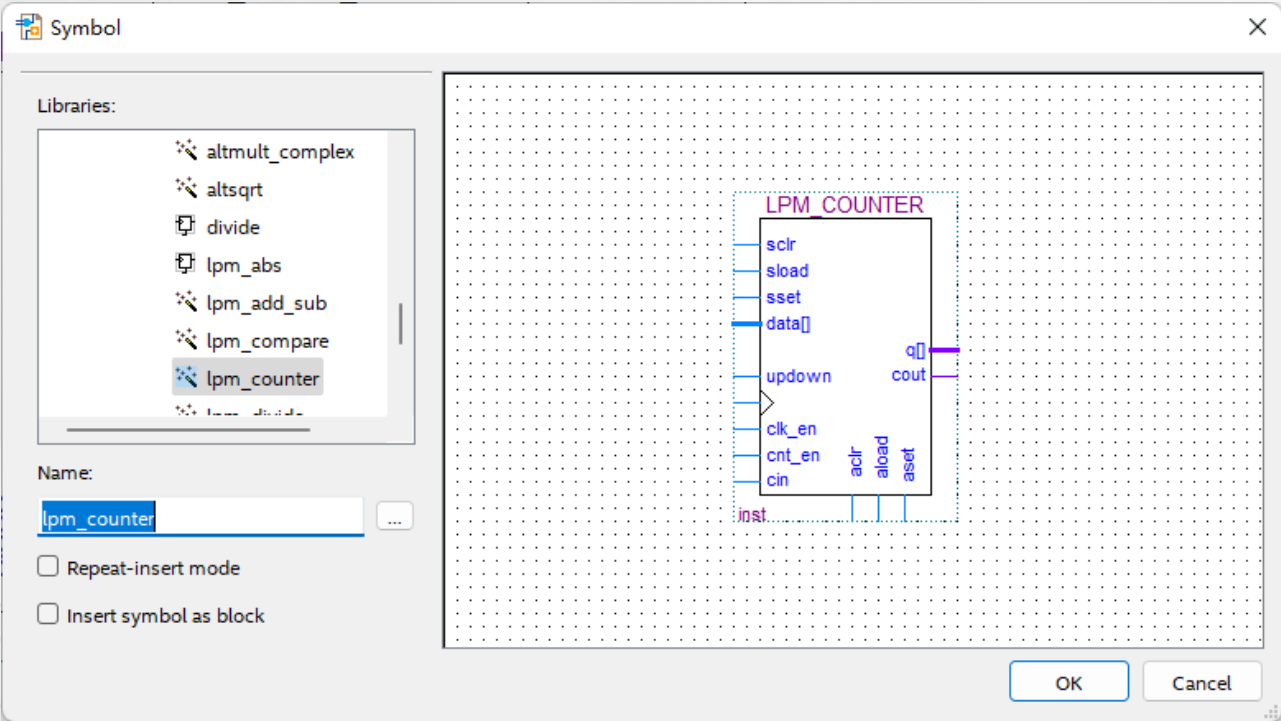 Symbol
Libraries:
altmult_complex
altsqrt
divide
lpm_abs
lpm_add_sub
lpm_compare
lpm_counter
lpm_divide
Name:
lpm_counter
...
Repeat-insert mode
Insert symbol as block
LPM_COUNTER
sclr
sload
sset
data[]
q[]
updown
cout
clk_en
cnt_en
cin
aclr
aload
aset
inst
OK
Cancel